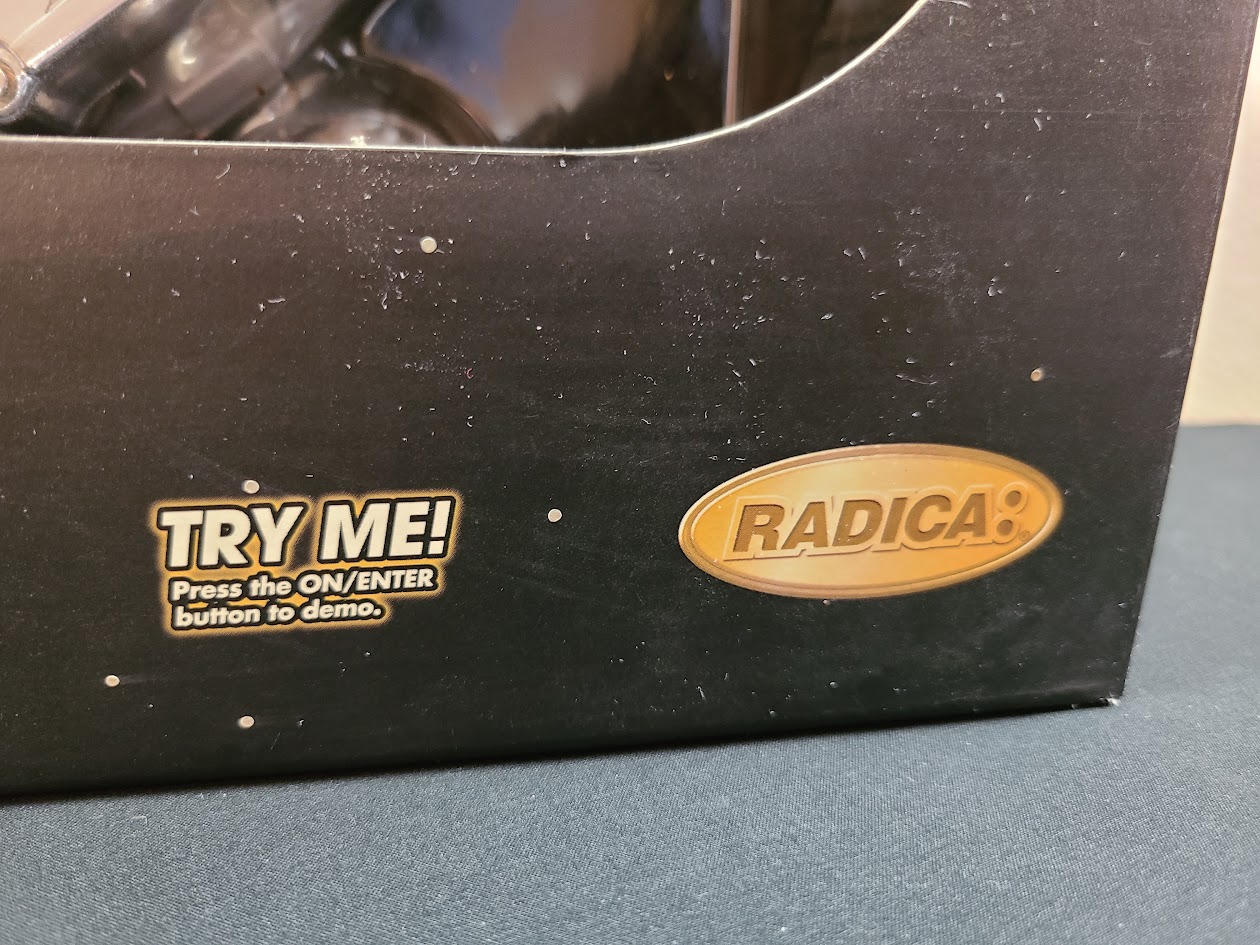 TRY ME!
Press the ON/ENTER
button to demo.
RADICA:®